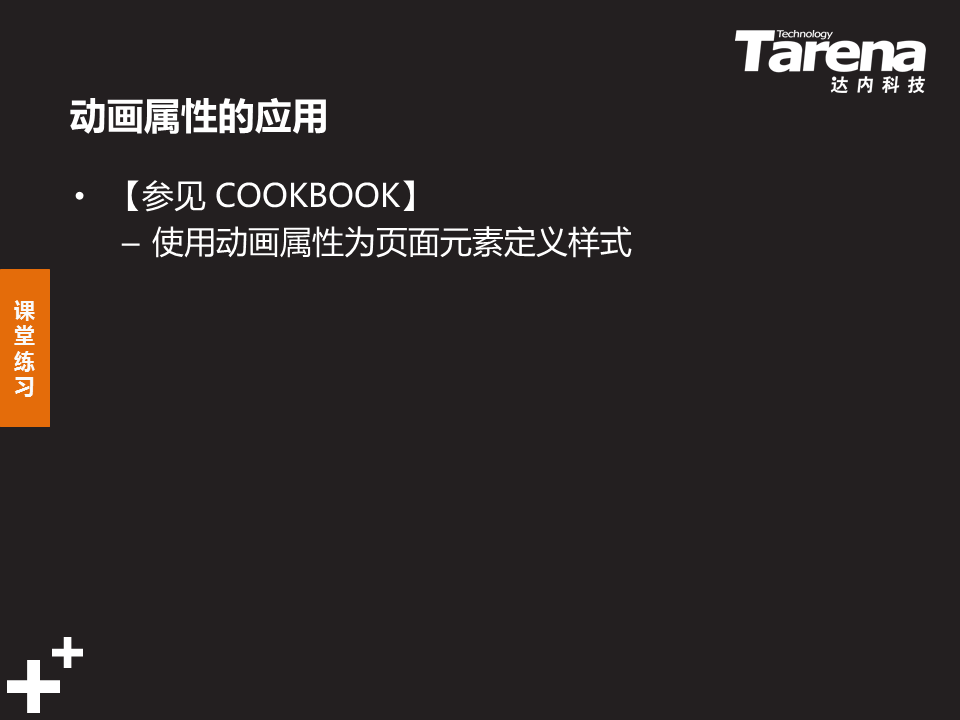 Technology
Tarena
达内科技
动画属性的应用
• 【参见 COOKBOOK】
– 使用动画属性为页面元素定义样式
课
堂
练
习